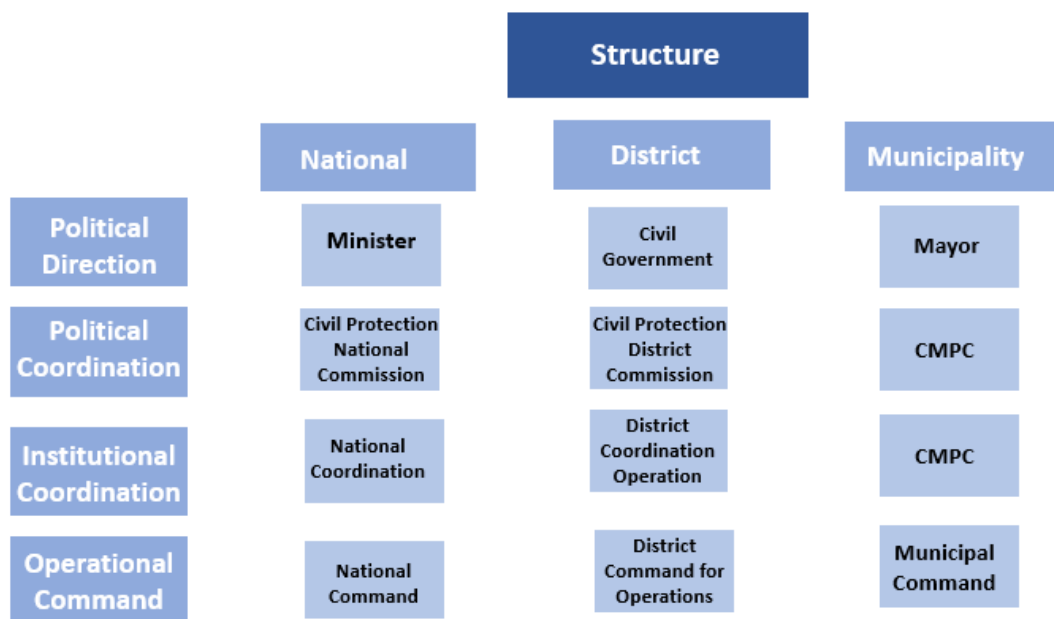 Structure
National
District
Municipality
Political
Direction
Minister
Civil
Government
Mayor
Political
Coordination
Civil Protection
National
Commission
Civil Protection
District
Commission
CMPC
Institutional
Coordination
National
Coordination
District
Coordination
Operation
CMPC
Operational
Command
National
Command
District
Command for
Operations
Municipal
Command